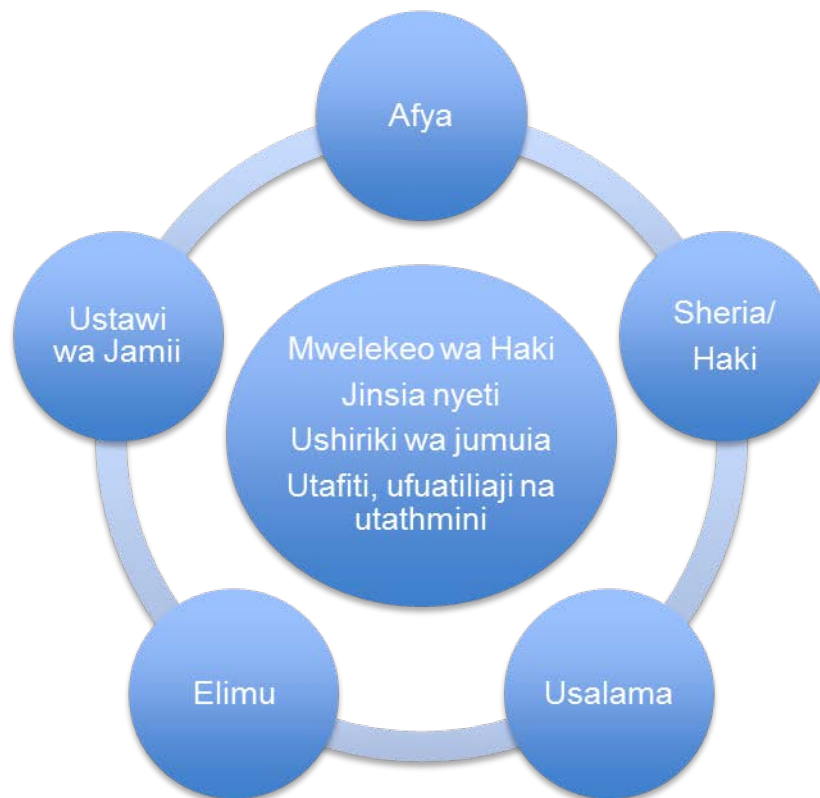 Afya
Ustawi
wa Jamii
Sheria/
Haki
Mwelekeo wa Haki
Jinsia nyeti
Ushiriki wa jumuia
Utafiti, ufuatiliaji na
utathmini
Elimu
Usalama